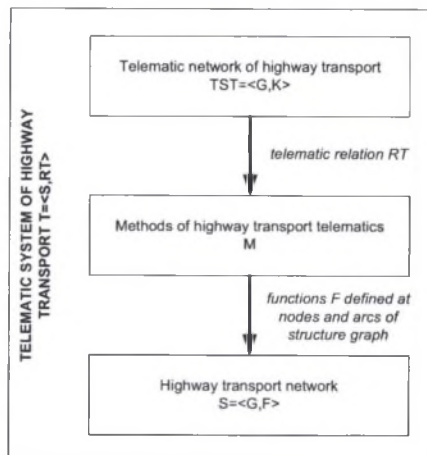 TELEMATIC SYSTEM OF HIGHWAY
TRANSPORT T=<S,RT>
Telematic network of highway transport
TST=<G,K>
telematic relation RT
Methods of highway transport telematics
M
functions F defined at
nodes and arcs of
structure graph
Highway transport network
S=<G,F>